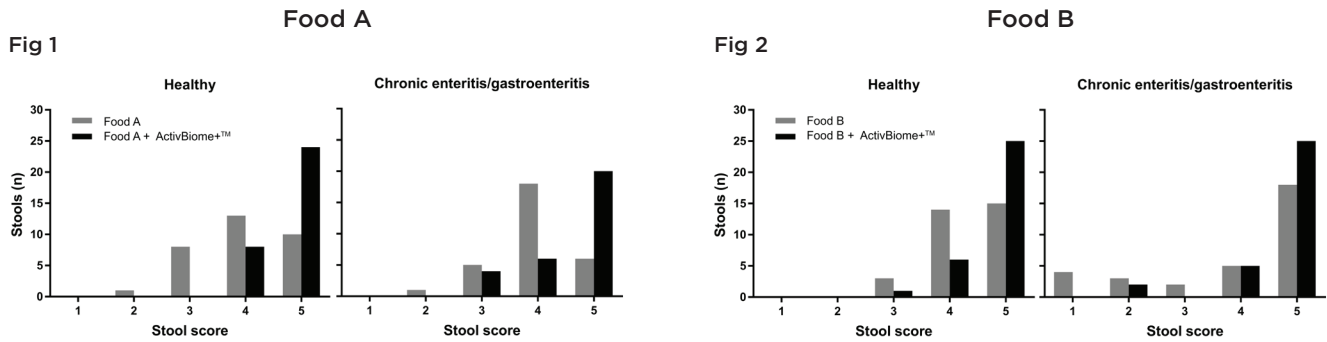 Food A
Fig 1
Healthy
Chronic enteritis/gastroenteritis
Food A
Food A + ActivBiome+™
Stools (n)
30
25
20
15
10
5
0
1 2 3 4 5
1 2 3 4 5
Stool score
Stool score
Food B
Fig 2
Healthy
Chronic enteritis/gastroenteritis
Food B
Food B + ActivBiome+™
Stools (n)
30
25
20
15
10
5
0
1 2 3 4 5
1 2 3 4 5
Stool score
Stool score